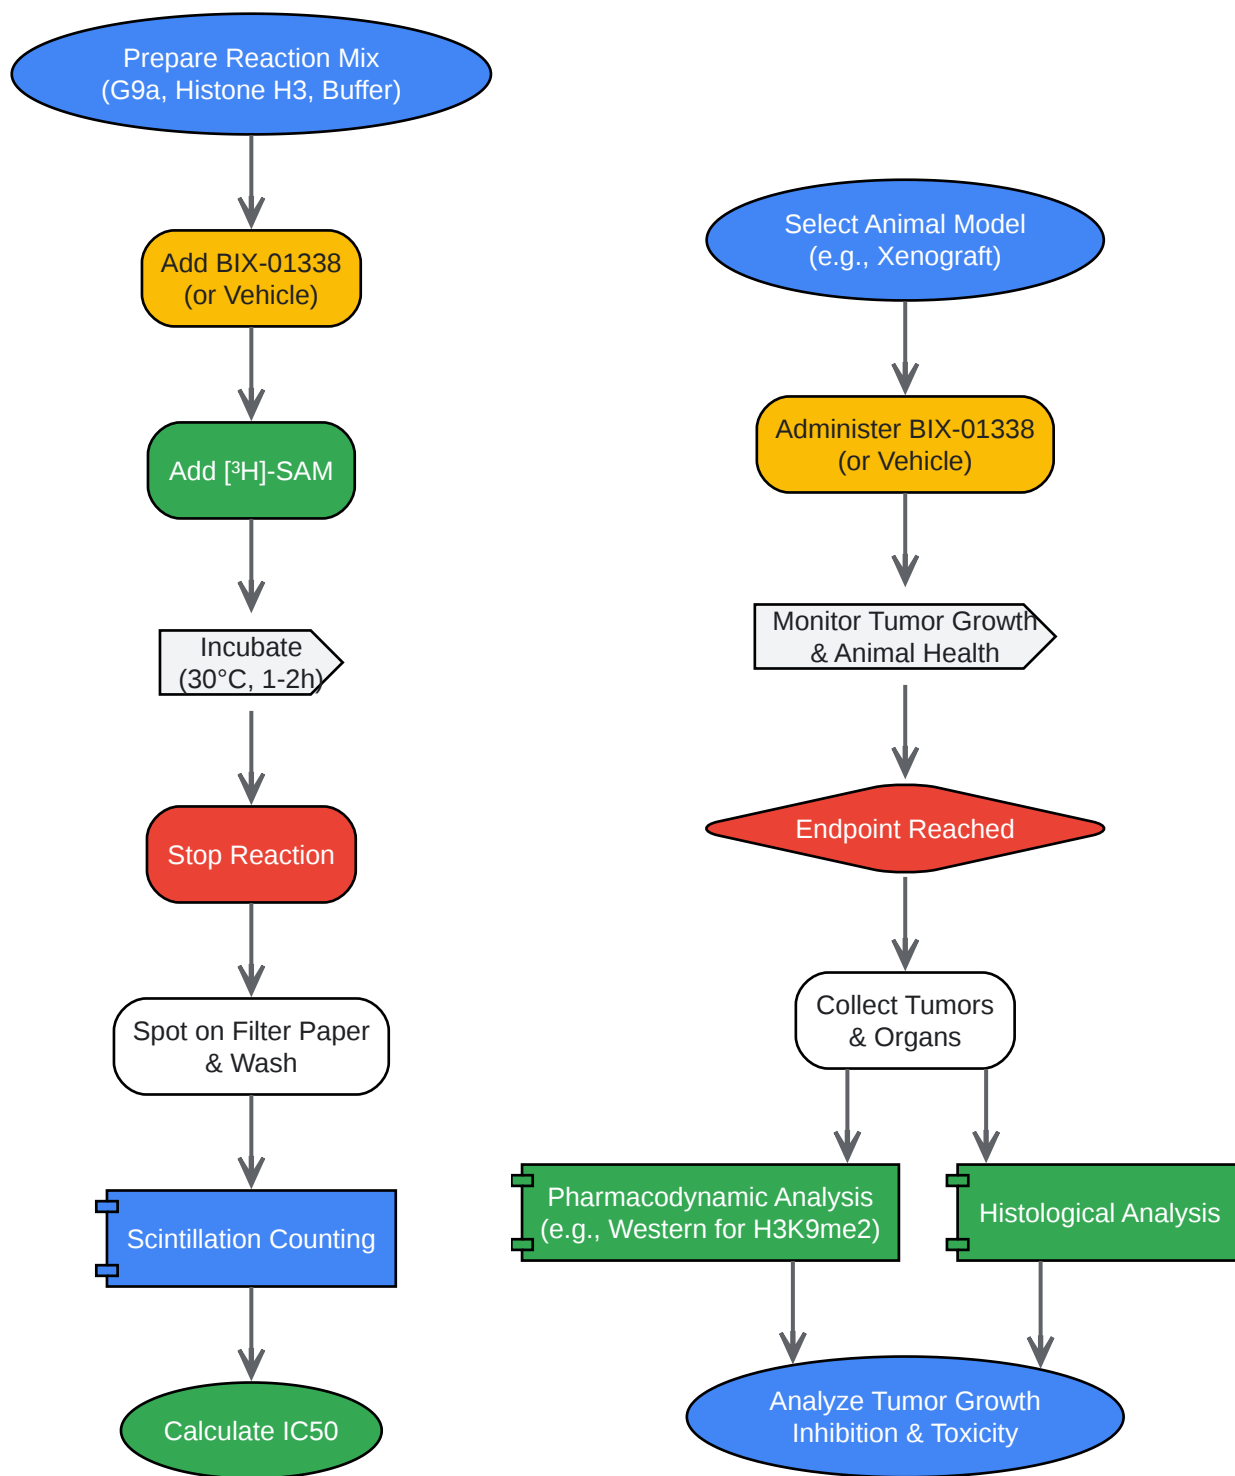 Prepare Reaction Mix
(G9a, Histone H3, Buffer)
Add BIX-01338
(or Vehicle)
Add [³H]-SAM
Incubate
(30°C, 1-2h)
Stop Reaction
Spot on Filter Paper
& Wash
Scintillation Counting
Calculate IC50
Select Animal Model
(e.g., Xenograft)
Administer BIX-01338
(or Vehicle)
Monitor Tumor Growth
& Animal Health
Endpoint Reached
Collect Tumors
& Organs
Pharmacodynamic Analysis
(e.g., Western for H3K9me2)
Histological Analysis
Analyze Tumor Growth
Inhibition & Toxicity